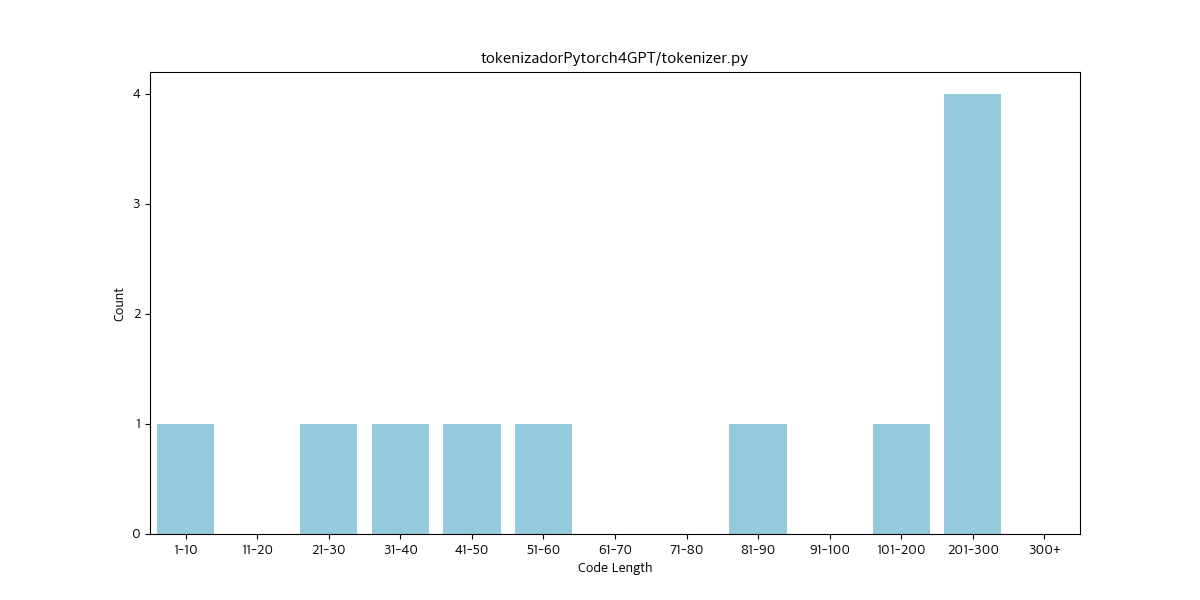 tokenizadorPytorch4GPT/tokenizer.py
4
3
2
1
0
Count
1-10 11-20 21-30 31-40 41-50 51-60 61-70 71-80 81-90 91-100 101-200 201-300 300+
Code Length